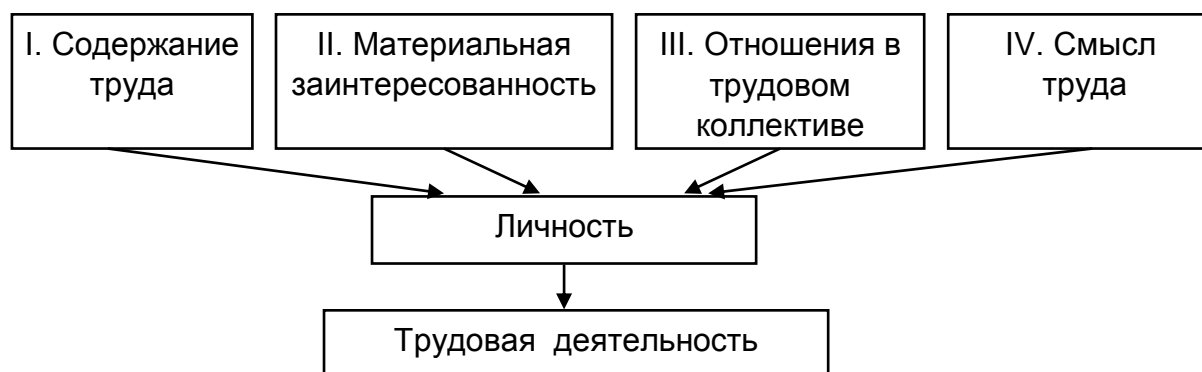 I. Содержание
труда
II. Материальная
заинтересованность
III. Отношения в
трудовом
коллективе
IV. Смысл
труда
Личность
Трудовая деятельность